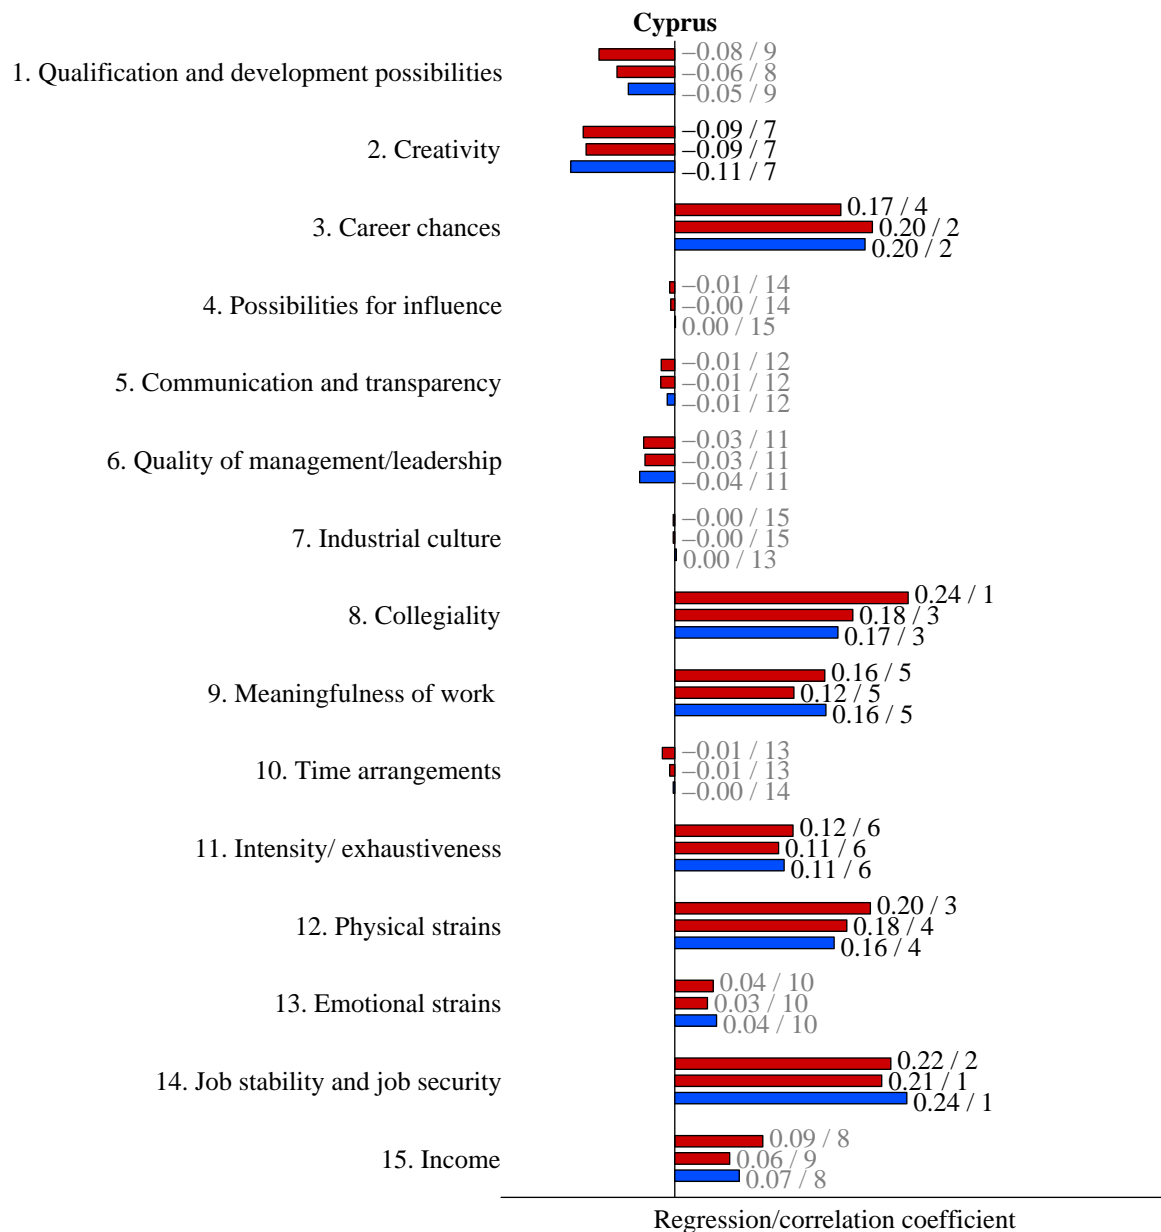 Cyprus
1. Qualification and development possibilities
–0.08 / 9
–0.06 / 8
–0.05 / 9
2. Creativity
–0.09 / 7
–0.09 / 7
–0.11 / 7
3. Career chances
0.17 / 4
0.20 / 2
0.20 / 2
4. Possibilities for influence
–0.01 / 14
–0.00 / 14
0.00 / 15
5. Communication and transparency
–0.01 / 12
–0.01 / 12
–0.01 / 12
6. Quality of management/leadership
–0.03 / 11
–0.03 / 11
–0.04 / 11
7. Industrial culture
–0.00 / 15
–0.00 / 15
0.00 / 13
8. Collegiality
0.24 / 1
0.18 / 3
0.17 / 3
9. Meaningfulness of work
0.16 / 5
0.12 / 5
0.16 / 5
10. Time arrangements
–0.01 / 13
–0.01 / 13
–0.00 / 14
11. Intensity/ exhaustiveness
0.12 / 6
0.11 / 6
0.11 / 6
12. Physical strains
0.20 / 3
0.18 / 4
0.16 / 4
13. Emotional strains
0.04 / 10
0.03 / 10
0.04 / 10
14. Job stability and job security
0.22 / 2
0.21 / 1
0.24 / 1
15. Income
0.09 / 8
0.06 / 9
0.07 / 8
Regression/correlation coefficient